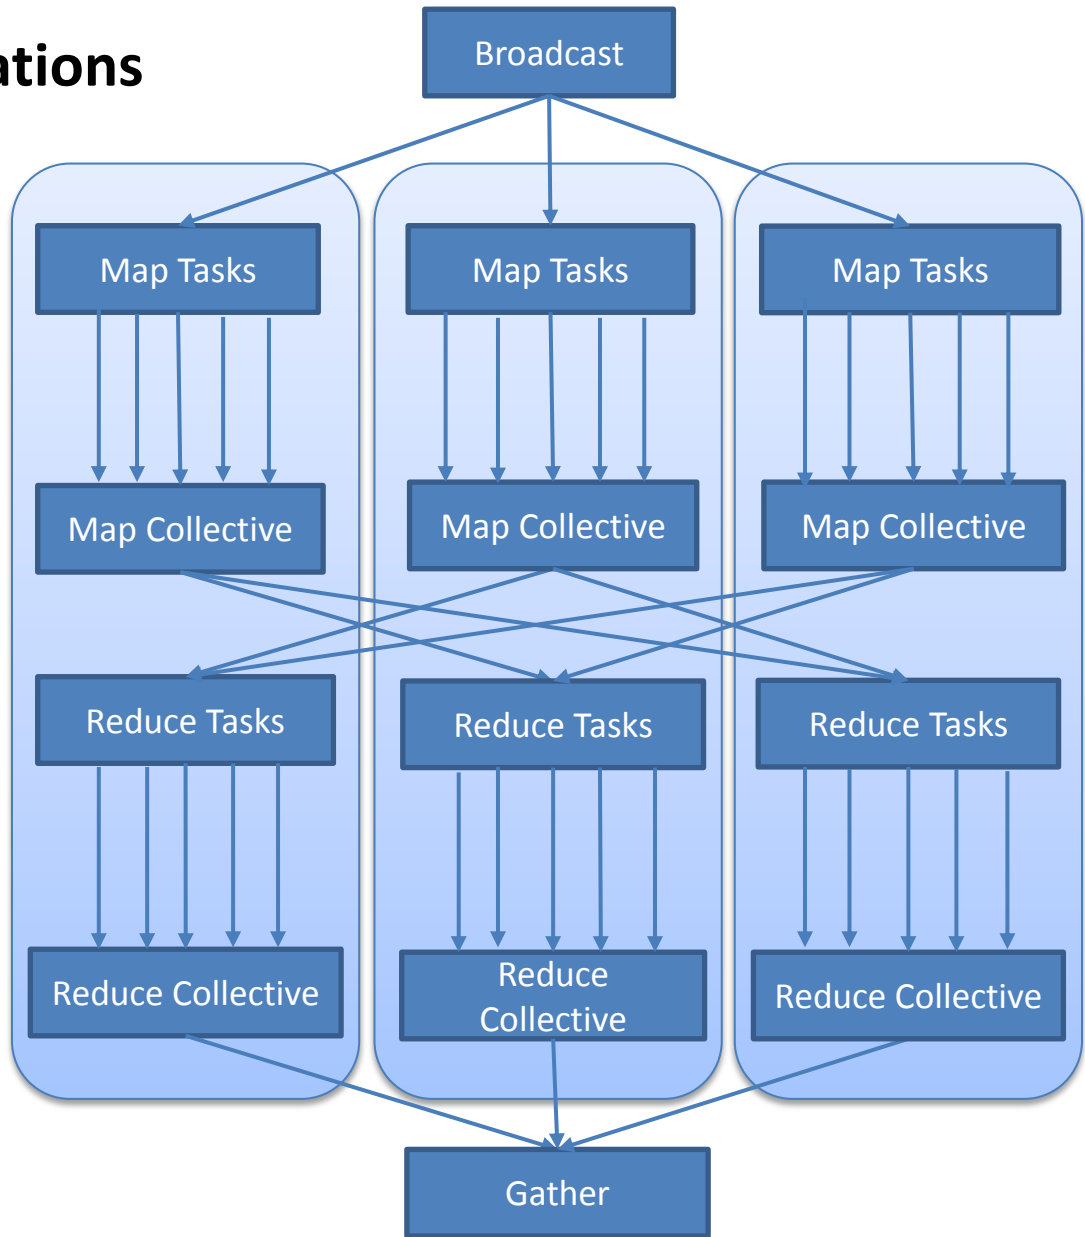 ations
Broadcast
Map Tasks
Map Tasks
Map Tasks
Map Collective
Map Collective
Map Collective
Reduce Tasks
Reduce Tasks
Reduce Tasks
Reduce Collective
Reduce
Collective
Reduce Collective
Gather